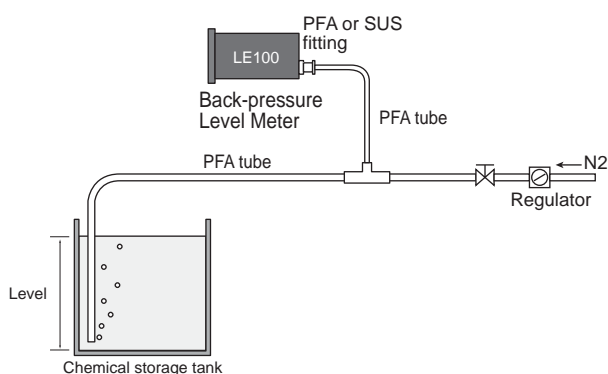 PFA or SUS
fitting
LE100
Back-pressure
Level Meter
PFA tube
PFA tube
N2
Regulator
Level
Chemical storage tank